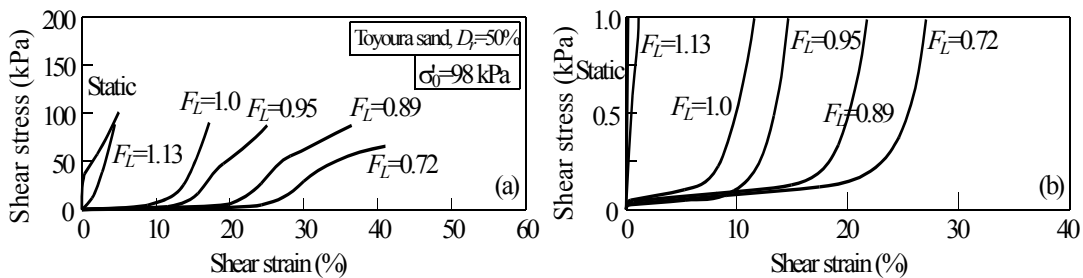 Shear stress (kPa)
200
150
100
50
0
Toyoura sand, Dᵣ=50%
σ'₀=98 kPa
Static
F_L=1.13
F_L=1.0
F_L=0.95
F_L=0.89
F_L=0.72
(a)
0 10 20 30 40 50 60
Shear strain (%)
Shear stress (kPa)
1.0
0.5
0
Static
F_L=1.13
F_L=1.0
F_L=0.95
F_L=0.89
F_L=0.72
(b)
0 10 20 30 40
Shear strain (%)